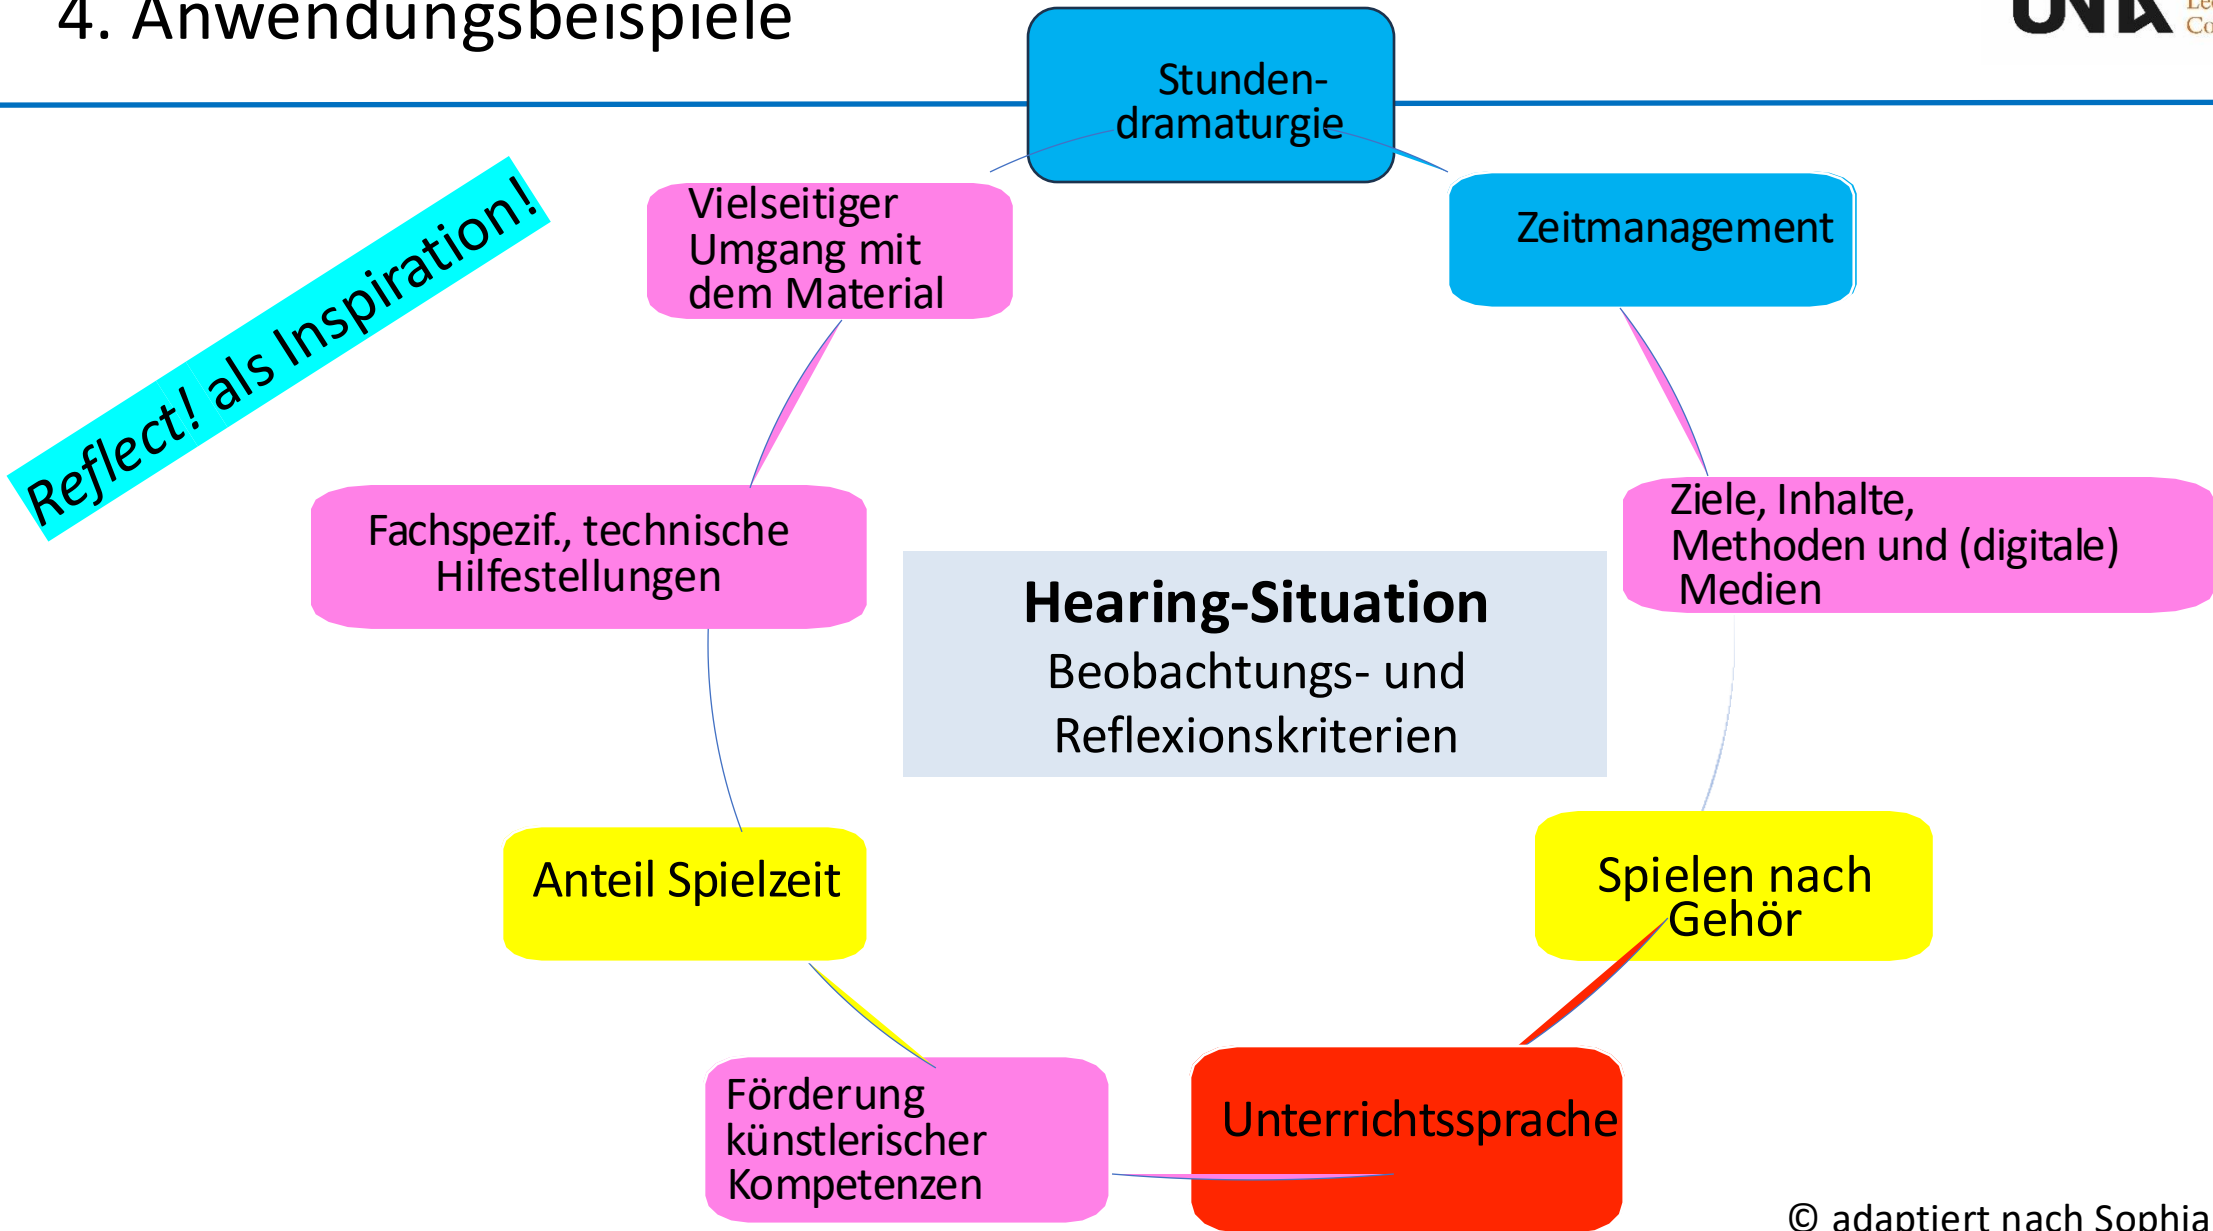 4. Anwendungsbeispiele
Stunden-
dramaturgie
Vielseitiger
Umgang mit
dem Material
Zeitmanagement
Reflect! als Inspiration!
Fachspezif., technische
Hilfestellungen
Ziele, Inhalte,
Methoden und (digitale)
Medien
Hearing-Situation
Beobachtungs- und
Reflexionskriterien
Anteil Spielzeit
Spielen nach
Gehör
Förderung
künstlerischer
Kompetenzen
Unterrichtssprache
© adaptiert nach Sophia